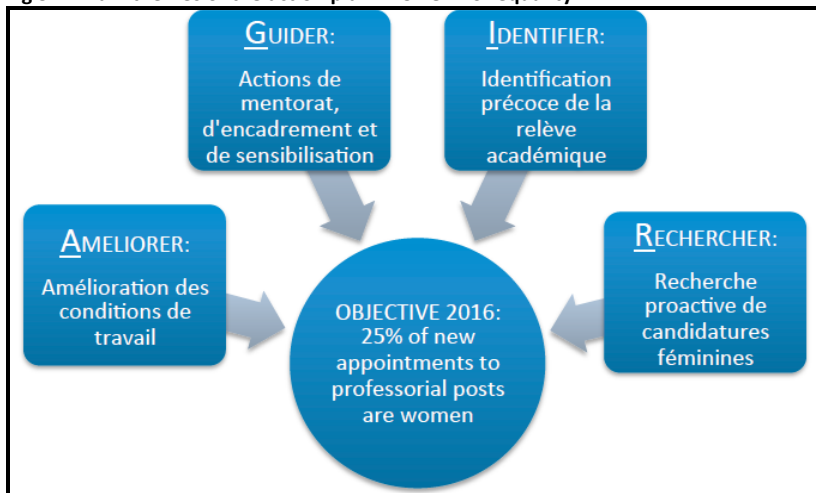 GUIDER:
Actions de
mentorat,
d'encadrement et
de sensibilisation
IDENTIFIER:
Identification
précoce de la
relève
académique
AMELIORER:
Amélioration des
conditions de
travail
RECHERCHER:
Recherche
proactive de
candidatures
féminines
OBJECTIVE 2016:
25% of new
appointments to
professorial posts
are women